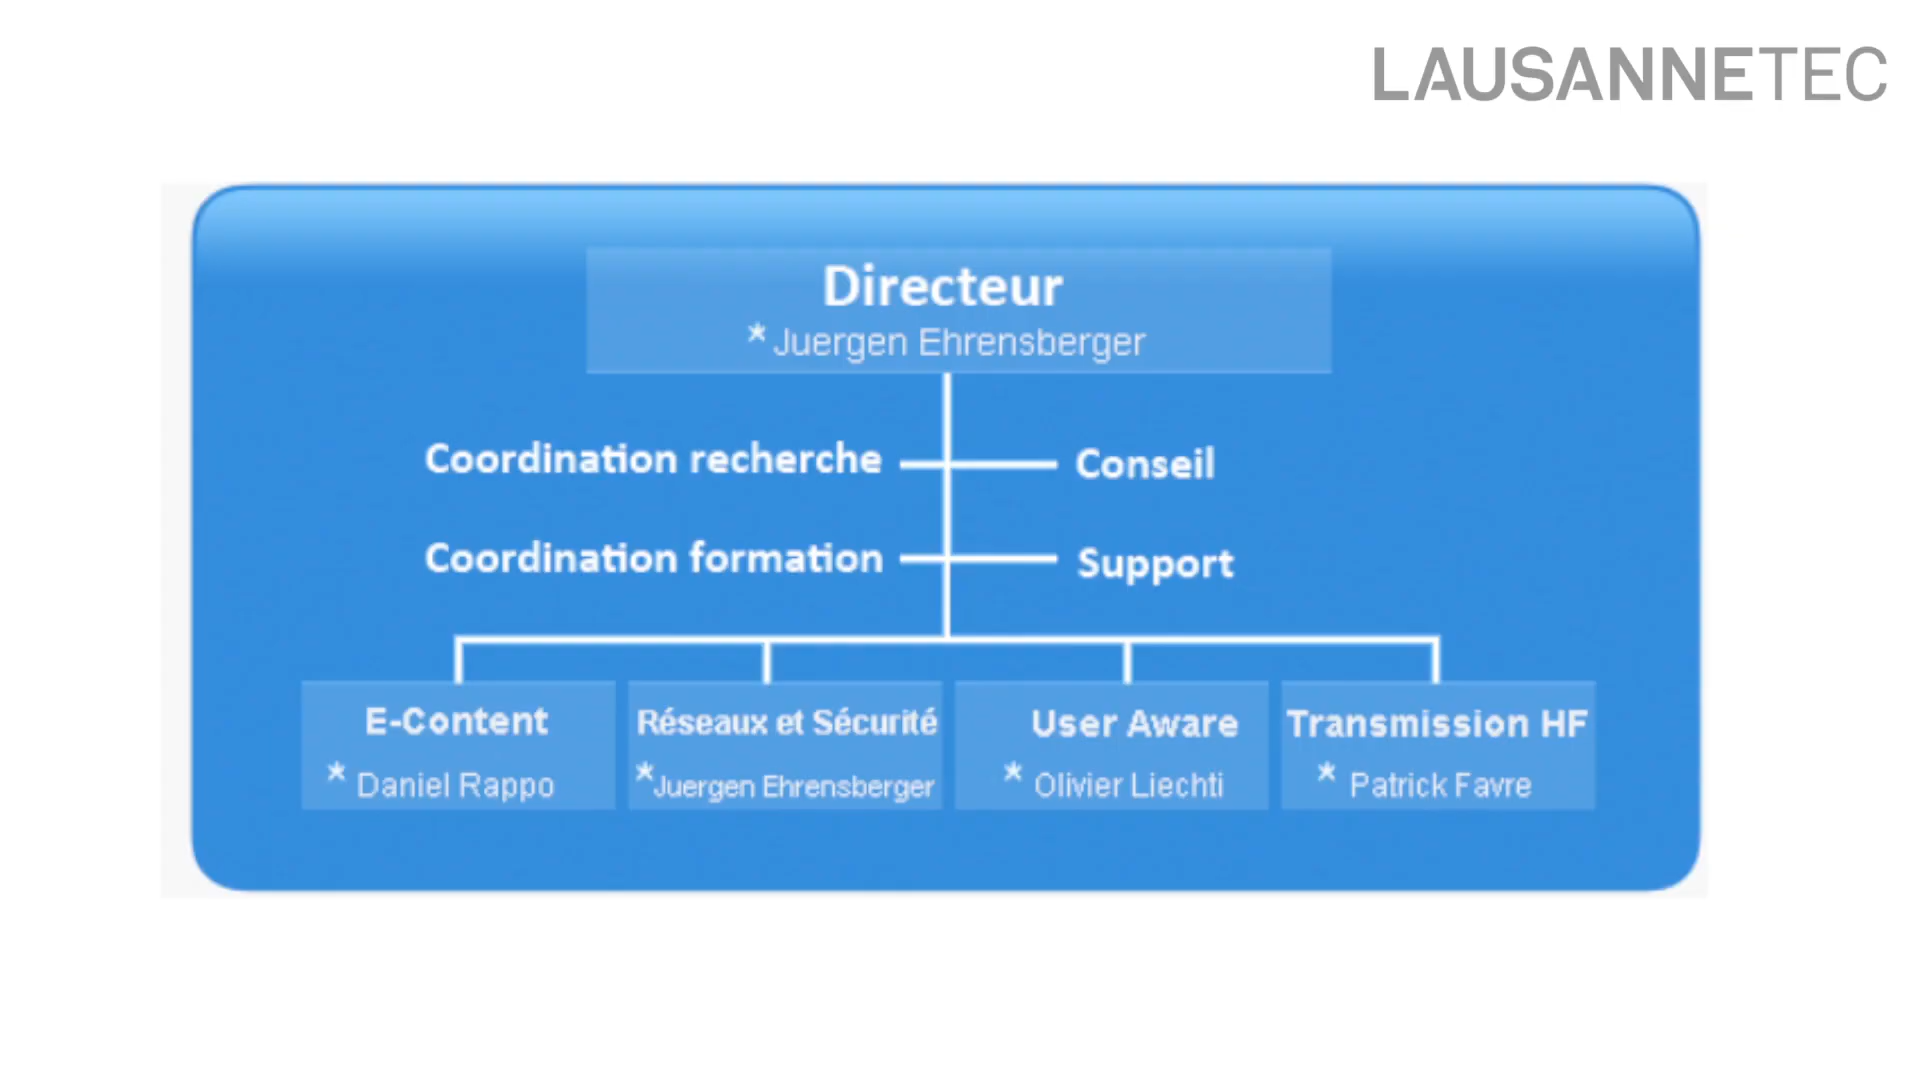 LAUSANNETEC
Directeur
* Juergen Ehrensberger
Coordination recherche
Conseil
Coordination formation
Support
E-Content
* Daniel Rappo
Réseaux et Sécurité
* Juergen Ehrensberger
User Aware
* Olivier Liechti
Transmission HF
* Patrick Favre